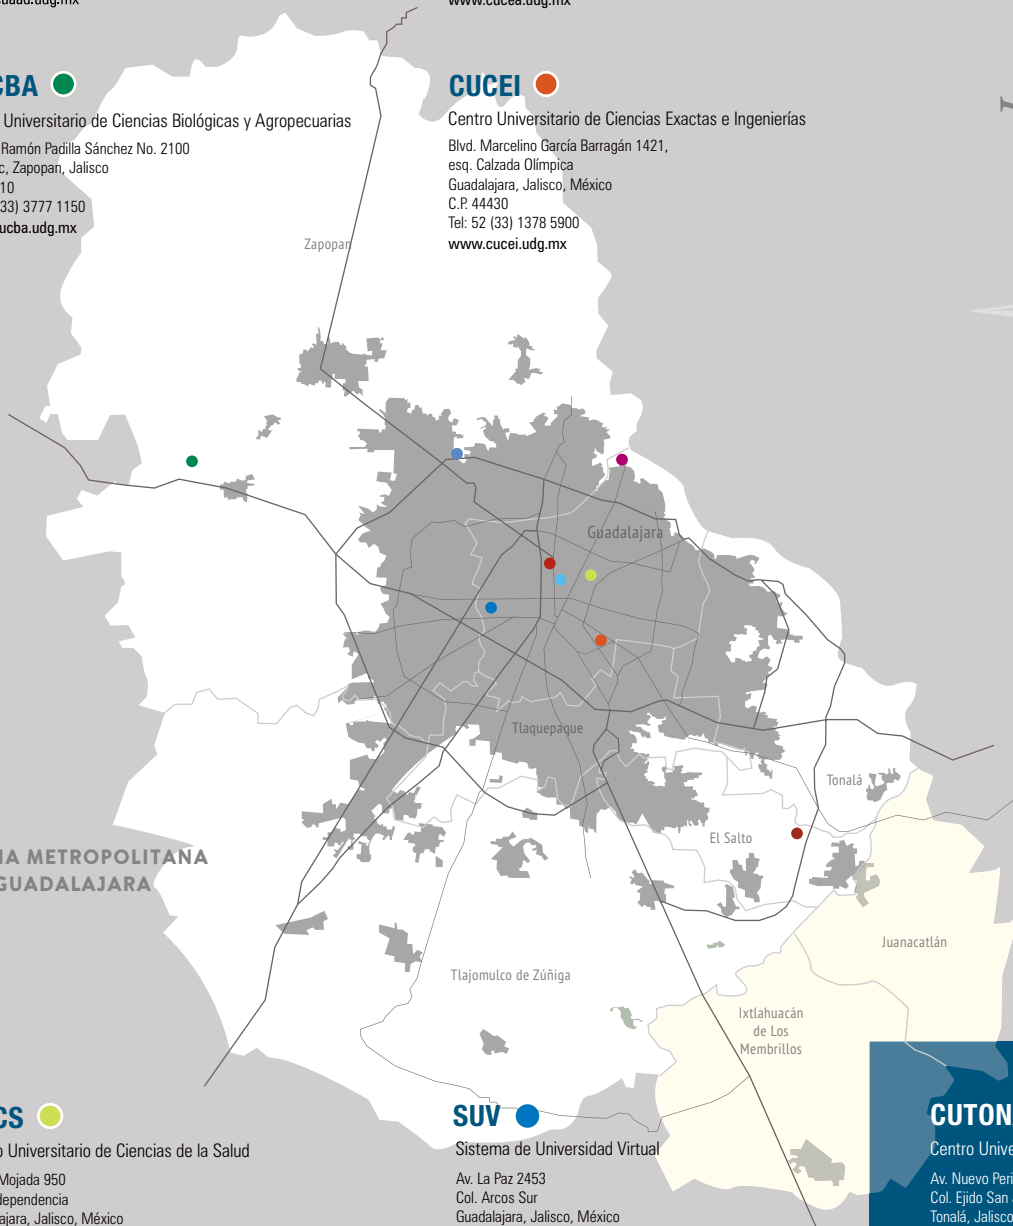 www.cucea.udg.mx
CBA
Universitario de Ciencias Biológicas y Agropecuarias
Ramón Padilla Sánchez No. 2100
Zapopan, Jalisco
10
33) 3777 1150
ucba.udg.mx
CUCEI
Centro Universitario de Ciencias Exactas e Ingenierías
Blvd. Marcelino García Barragán 1421,
esq. Calzada Olímpica
Guadalajara, Jalisco, México
C.P. 44430
Tel: 52 (33) 1378 5900
www.cucei.udg.mx
Zapopan
Guadalajara
Tlaquepaque
Tonalá
El Salto
METROPOLITANA
GUADALAJARA
Juanacatlán
Tlajomulco de Zúñiga
Ixtlahuacán
de Los
Membrillos
CS
Universitario de Ciencias de la Salud
Mojada 950
dependencia
ajara, Jalisco, México
SUV
Sistema de Universidad Virtual
Av. La Paz 2453
Col. Arcos Sur
Guadalajara, Jalisco, México
CUTON
Centro Unive
Av. Nuevo Peri
Col. Ejido San
Tonalá, Jalisco